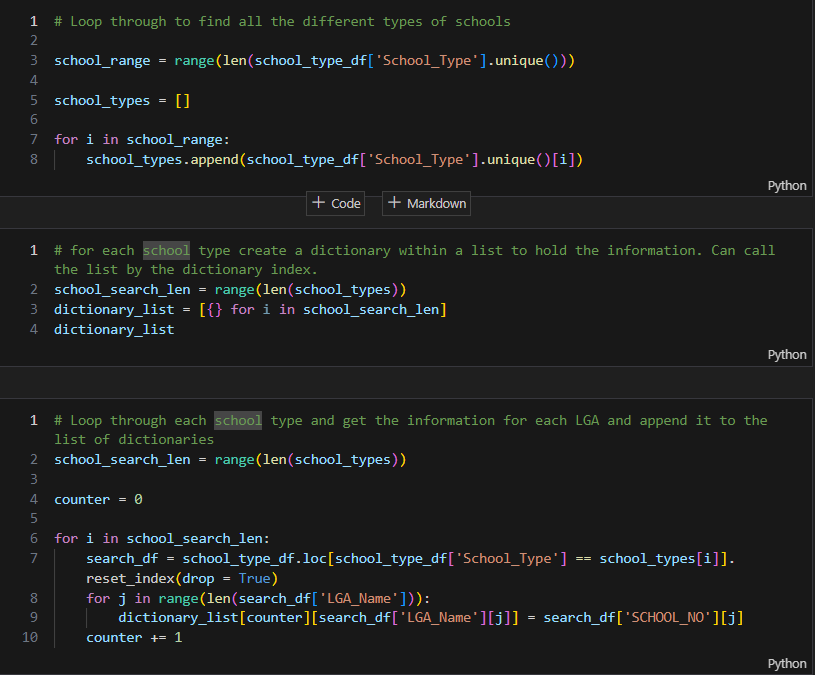 1 # Loop through to find all the different types of schools
2
3 school_range = range(len(school_type_df['School_Type'].unique()))
4
5 school_types = []
6
7 for i in school_range:
8     school_types.append(school_type_df['School_Type'].unique()[i])
Python
+ Code + Markdown
1 # for each school type create a dictionary within a list to hold the information. Can call
the list by the dictionary index.
2 school_search_len = range(len(school_types))
3 dictionary_list = [{} for i in school_search_len]
4 dictionary_list
Python
1 # Loop through each school type and get the information for each LGA and append it to the
list of dictionaries
2 school_search_len = range(len(school_types))
3
4 counter = 0
5
6 for i in school_search_len:
7     search_df = school_type_df.loc[school_type_df['School_Type'] == school_types[i]].
reset_index(drop = True)
8     for j in range(len(search_df['LGA_Name'])):
9         dictionary_list[counter][search_df['LGA_Name'][j]] = search_df['SCHOOL_NO'][j]
10     counter += 1
Python